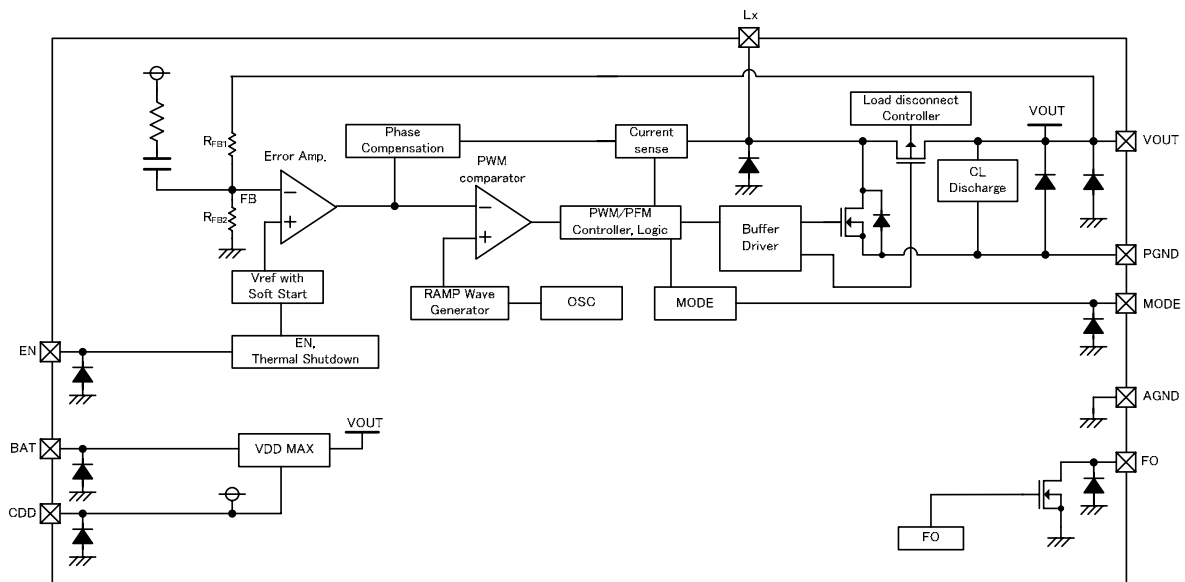 Lx
Load disconnect
Controller
VOUT
VOUT
Phase
Compensation
Current
sense
RFB1
Error Amp.
PWM
comparator
CL
Discharge
FB
RFB2
PWM/PFM
Controller, Logic
Buffer
Driver
PGND
Vref with
Soft Start
RAMP Wave
Generator
OSC
MODE
MODE
EN
EN,
Thermal Shutdown
AGND
VOUT
BAT
VDD MAX
FO
CDD
FO